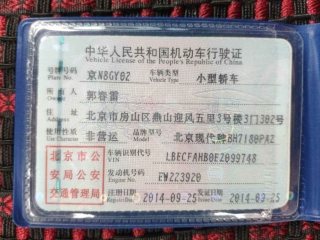 中华人民共和国机动车行驶证
Vehicle License of the People's Republic of China
号牌号码 京N8GY02 车辆类型 小型轿车
Plate No. Vehicle Type
所有人 郭春雷
Owner
住址 北京市房山区燕山迎风五里3号楼3门302号
Address
使用性质 非营运 品牌型号 北京现代牌BH7180PAZ
北京市公安局公安交通管理局
车辆识别代号 LBECFAHB0EZ099748
VIN
发动机号码 EW223920
Engine No.
注册日期 2014-09-25 发证日期 2014-09-25
Register Date Issue Date